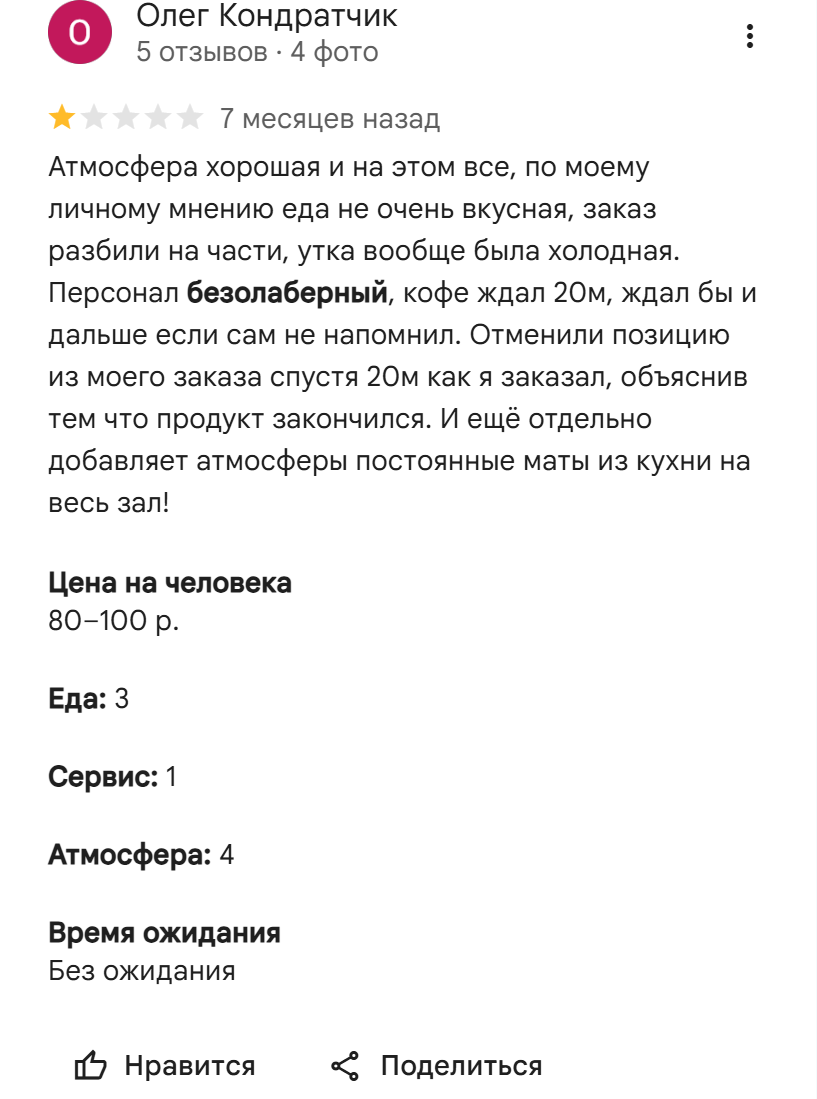 О
Олег Кондратчик
5 отзывов · 4 фото
7 месяцев назад
Атмосфера хорошая и на этом все, по моему
личному мнению еда не очень вкусная, заказ
разбили на части, утка вообще была холодная.
Персонал безолаберный, кофе ждал 20м, ждал бы и
дальше если сам не напомнил. Отменили позицию
из моего заказа спустя 20м как я заказал, объяснив
тем что продукт закончился. И ещё отдельно
добавляет атмосферы постоянные маты из кухни на
весь зал!
Цена на человека
80–100 р.
Еда: 3
Сервис: 1
Атмосфера: 4
Время ожидания
Без ожидания
Нравится Поделиться